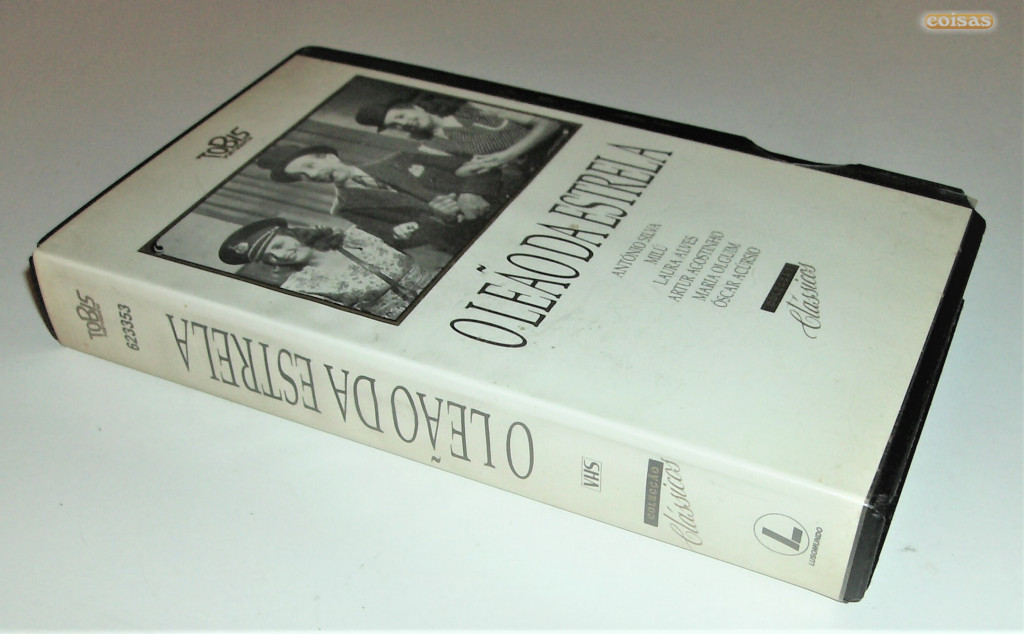 coisas
TOBIS
O LEÃO DA ESTRELA
ANTÓNIO SILVA
MILÚ
LAURA ALVES
ARTUR AGOSTINHO
MARIA OLGUIM
ÓSCAR ACÚRSIO
COLECÇÃO
Clássicos
TOBIS
623353
O LEÃO DA ESTRELA
VHS
COLECÇÃO
Clássicos
L
LUSOMUNDO